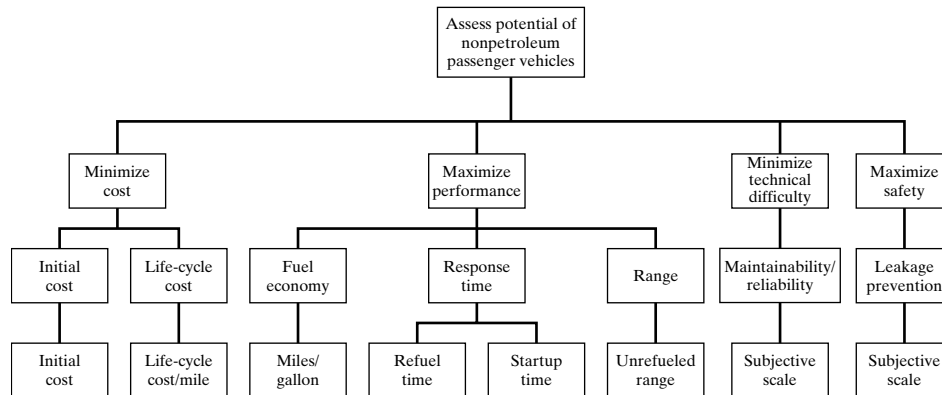 Assess potential of
nonpetroleum
passenger vehicles
Minimize
cost
Maximize
performance
Minimize
technical
difficulty
Maximize
safety
Initial
cost
Life-cycle
cost
Fuel
economy
Response
time
Range
Maintainability/
reliability
Leakage
prevention
Initial
cost
Life-cycle
cost/mile
Miles/
gallon
Refuel
time
Startup
time
Unrefueled
range
Subjective
scale
Subjective
scale